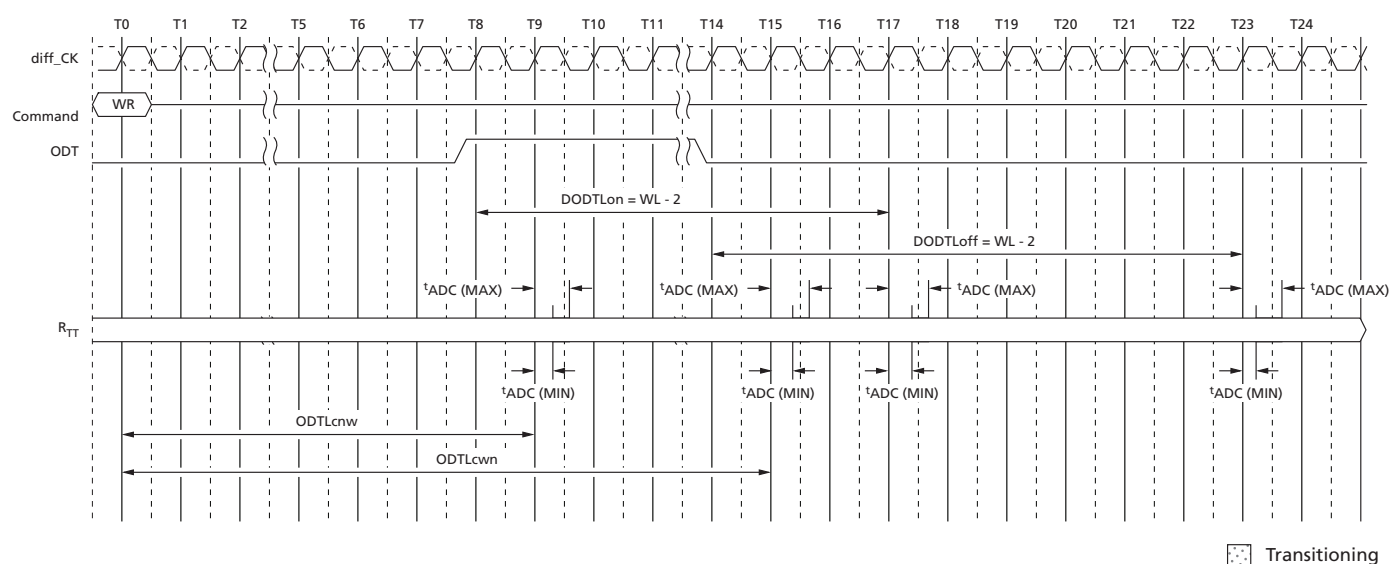 T0 T1 T2 T5 T6 T7 T8 T9 T10 T11 T14 T15 T16 T17 T18 T19 T20 T21 T22 T23 T24
diff_CK
WR
Command
ODT
DODTLon = WL - 2
DODTLoff = WL - 2
tADC (MAX) tADC (MAX) tADC (MAX) tADC (MAX)
RTT
tADC (MIN) tADC (MIN) tADC (MIN) tADC (MIN)
ODTLcnw
ODTLcwn
Transitioning